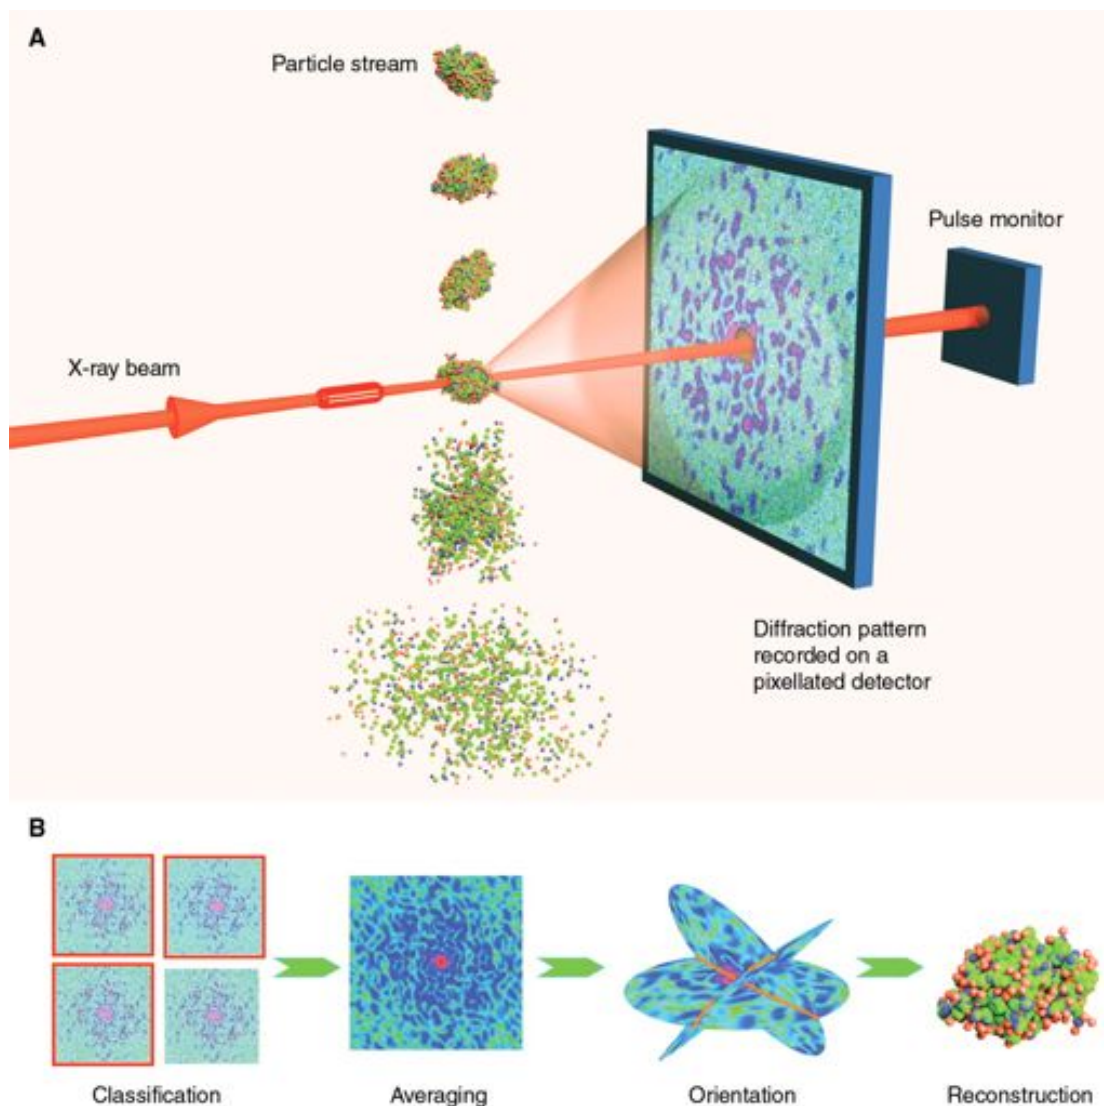 A
Particle stream
Pulse monitor
X-ray beam
Diffraction pattern
recorded on a
pixellated detector
B
Classification
Averaging
Orientation
Reconstruction